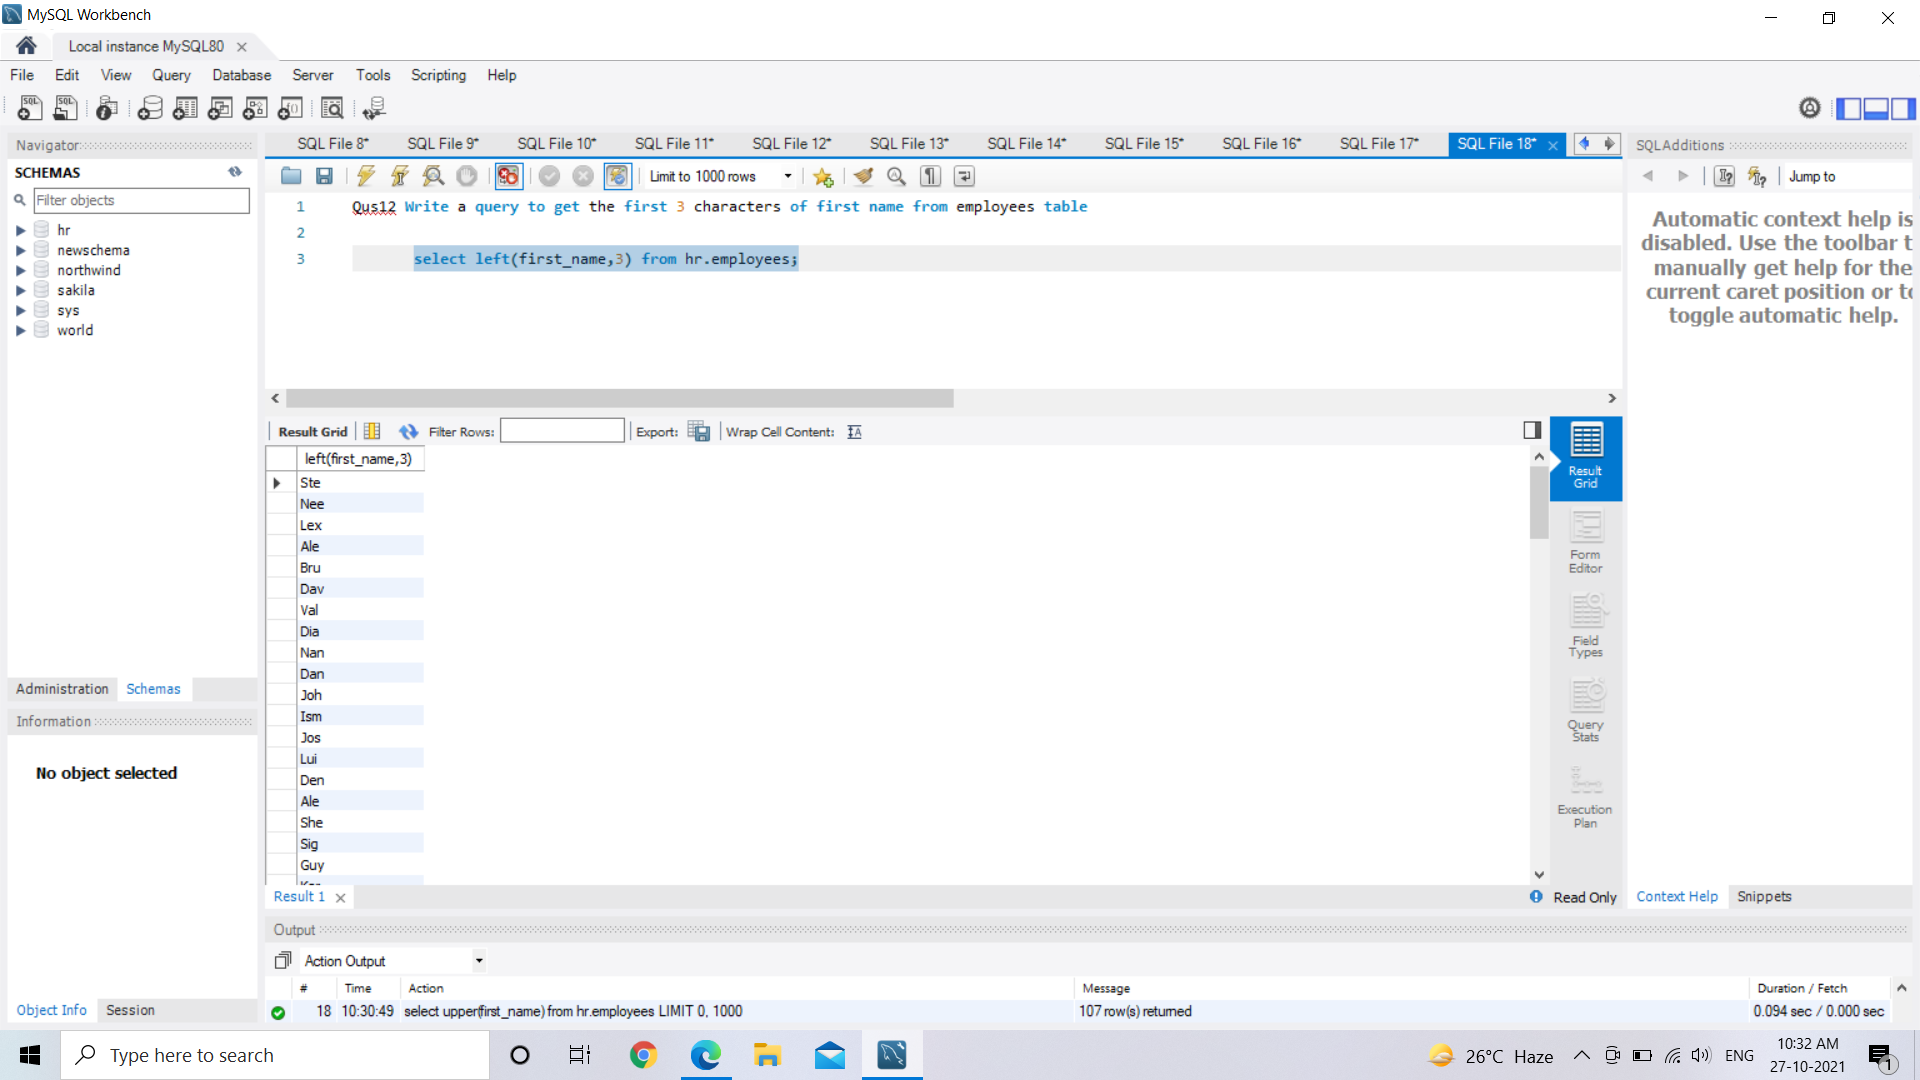 MySQL Workbench
Local instance MySQL80
File Edit View Query Database Server Tools Scripting Help
Navigator
SCHEMAS
Filter objects
hr
newschema
northwind
sakila
sys
world
Administration Schemas
Information
No object selected
Object Info Session
SQL File 8* SQL File 9* SQL File 10* SQL File 11* SQL File 12* SQL File 13* SQL File 14* SQL File 15* SQL File 16* SQL File 17* SQL File 18*
Limit to 1000 rows
1 Qus12 Write a query to get the first 3 characters of first name from employees table
2
3 select left(first_name,3) from hr.employees;
Result Grid Filter Rows: Export: Wrap Cell Content:
left(first_name,3)
Ste
Nee
Lex
Ale
Bru
Dav
Val
Dia
Nan
Dan
Joh
Ism
Jos
Lui
Den
Ale
She
Sig
Guy
Result Grid
Form Editor
Field Types
Query Stats
Execution Plan
Result 1
Read Only
SQLAdditions
Jump to
Automatic context help is
disabled. Use the toolbar t
manually get help for the
current caret position or to
toggle automatic help.
Context Help Snippets
Output
Action Output
# Time Action Message Duration / Fetch
18 10:30:49 select upper(first_name) from hr.employees LIMIT 0, 1000 107 row(s) returned 0.094 sec / 0.000 sec
Type here to search
26°C Haze
ENG
10:32 AM
27-10-2021
1